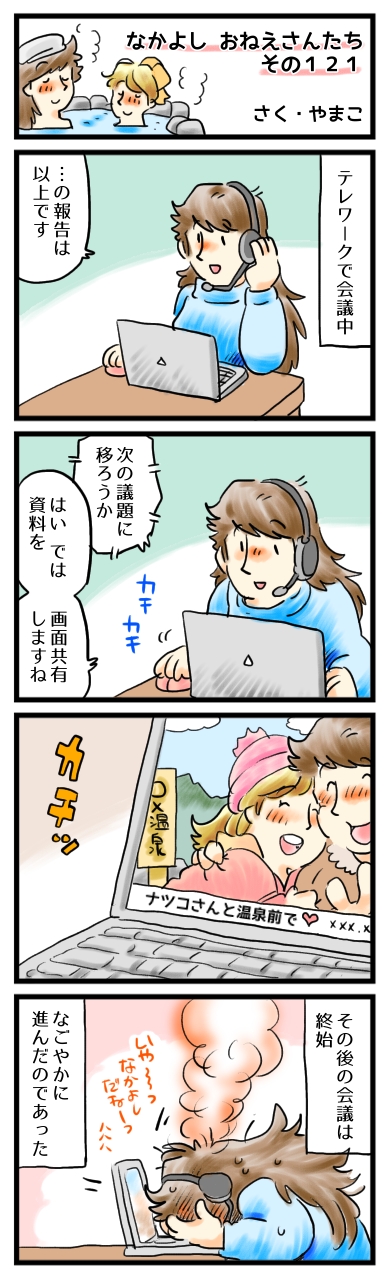 なかよし おねえさんたち
その121
さく・やまこ
テレワークで会議中
…の報告は
以上です
次の議題に
移ろうか
はい では
資料を
画面共有
しますね
カキ
カキ
カチッ
〇×温泉
ナツコさんと温泉前で♥
xxx.x
その後の会議は
終始
いや～っ
なかよし
だねーっ
ハハハ
なごやかに
進んだのであった